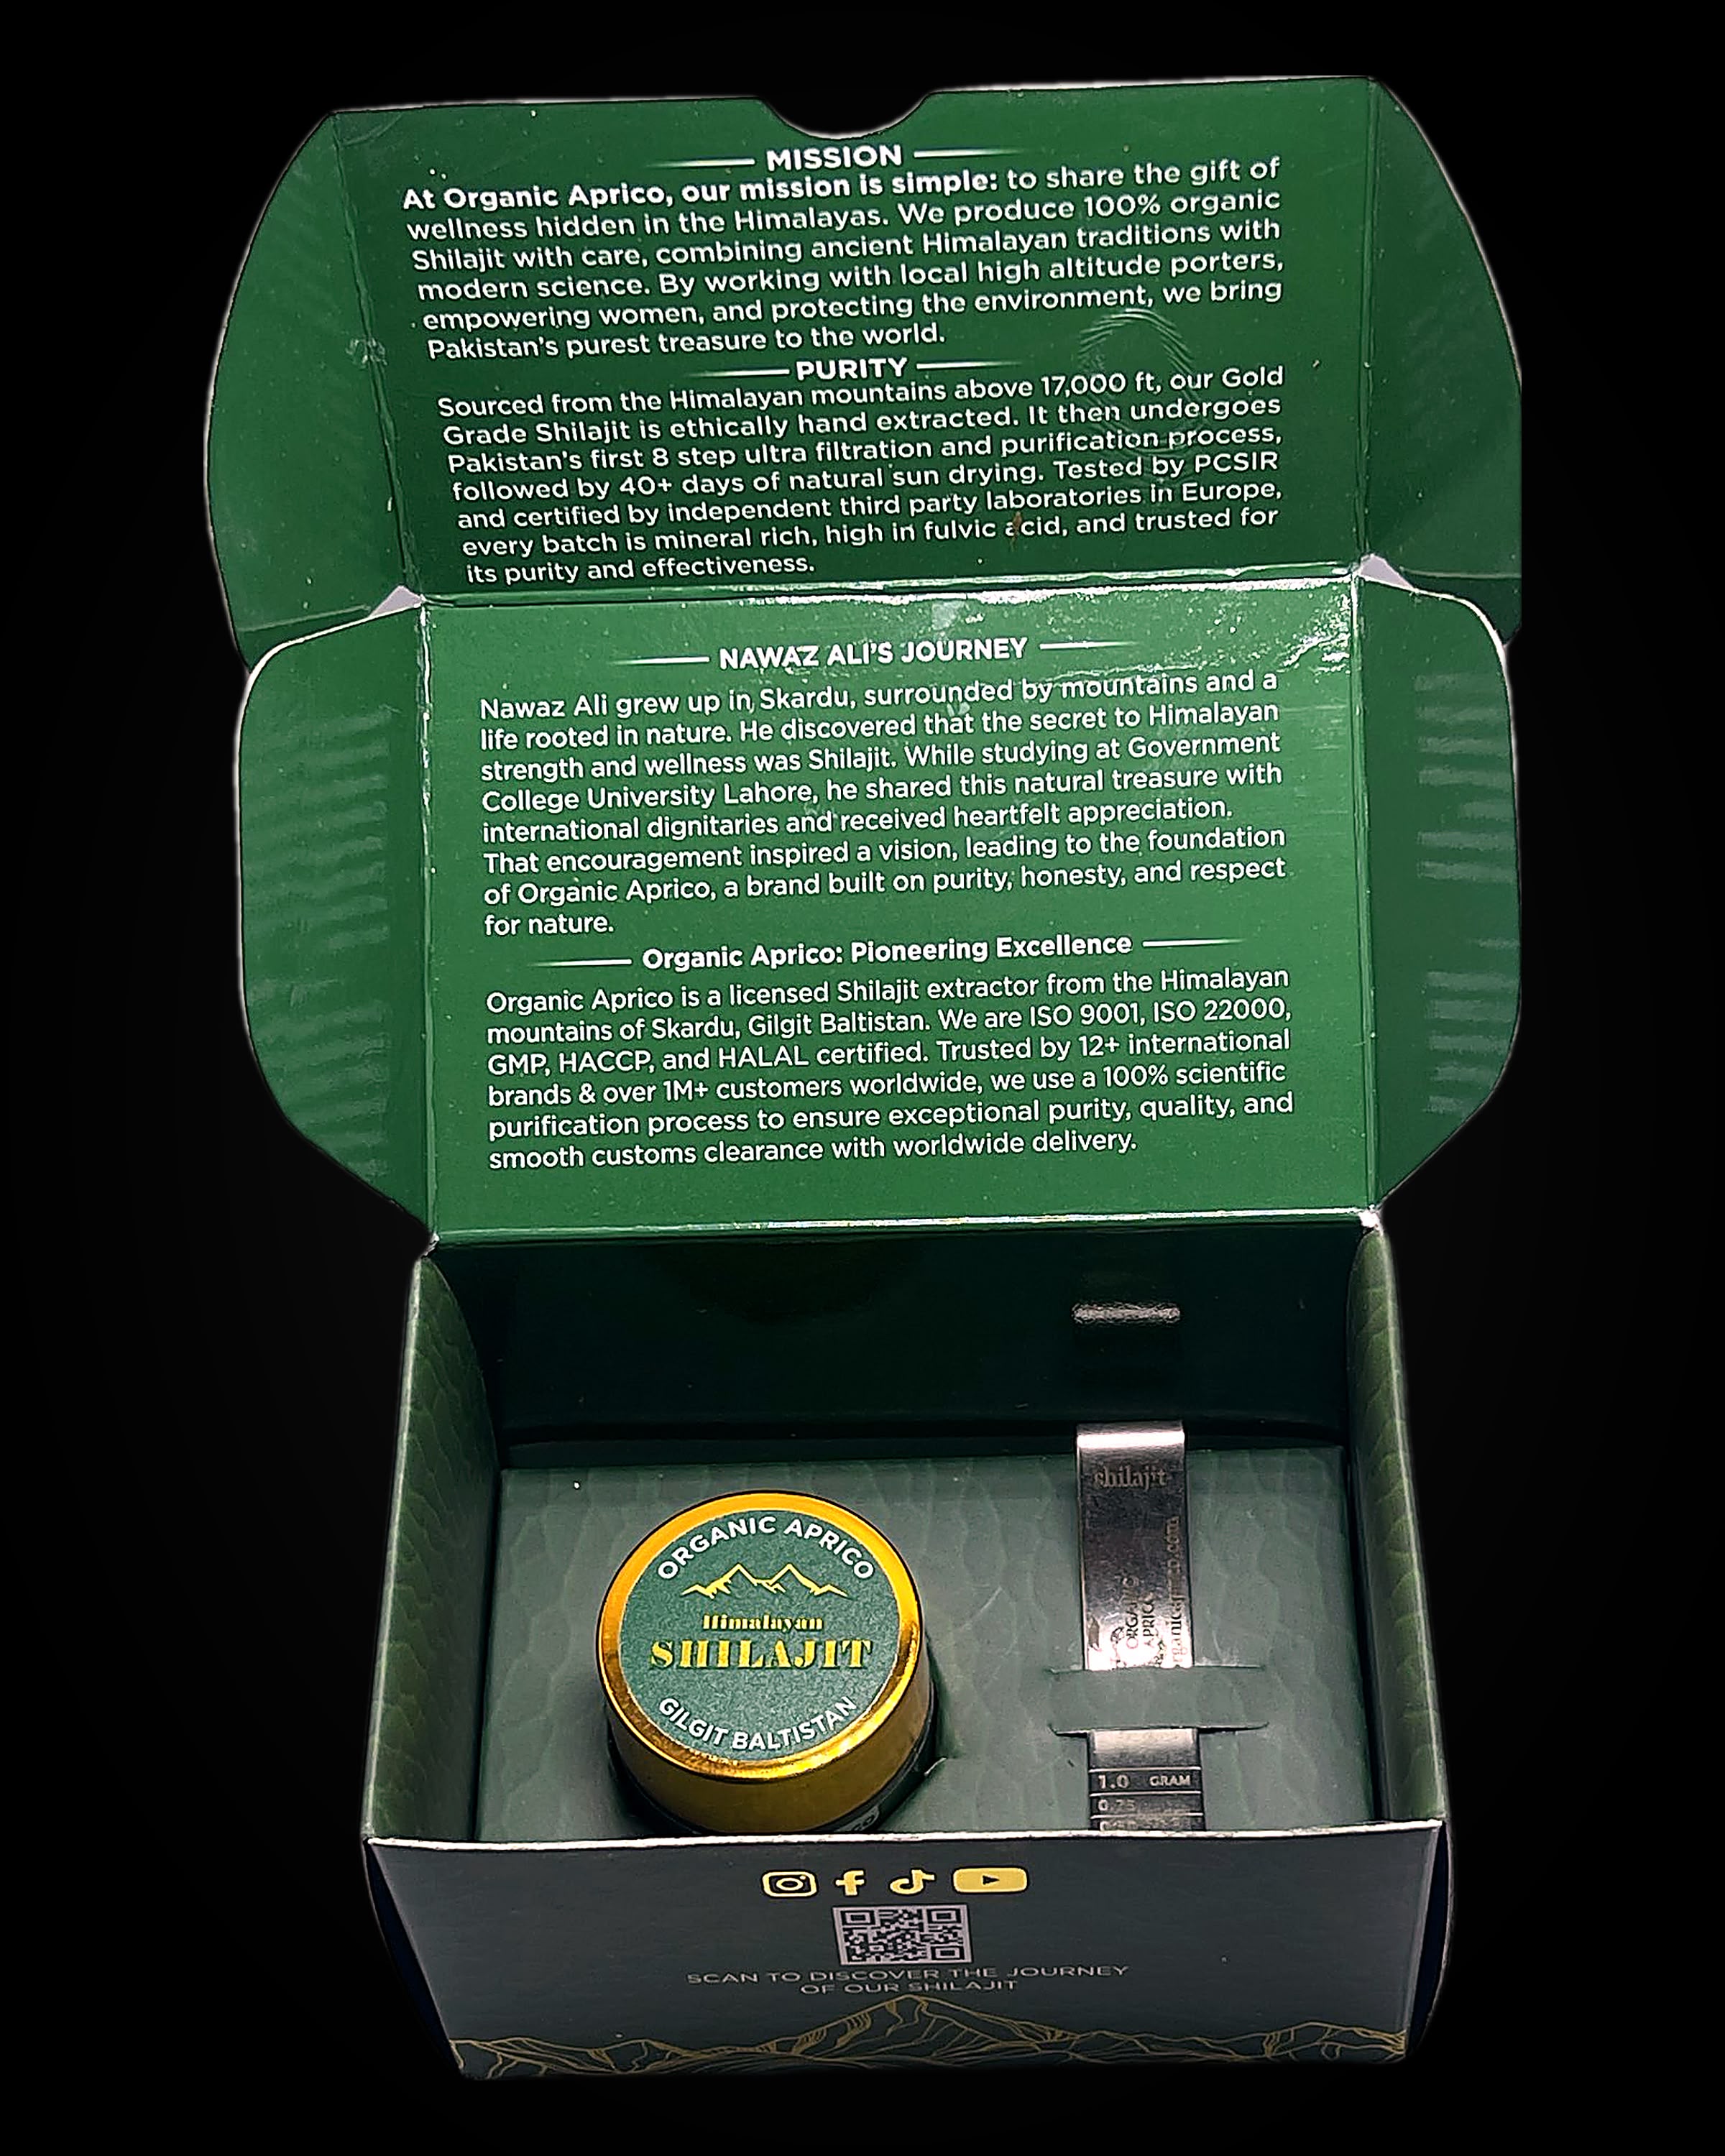 MISSION
At Organic Aprico, our mission is simple: to share the gift of
wellness hidden in the Himalayas. We produce 100% organic
Shilajit with care, combining ancient Himalayan traditions with
modern science. By working with local high altitude porters,
empowering women, and protecting the environment, we bring
Pakistan's purest treasure to the world.
PURITY
Sourced from the Himalayan mountains above 17,000 ft, our Gold
Grade Shilajit is ethically hand extracted. It then undergoes
Pakistan's first 8 step ultra filtration and purification process,
followed by 40+ days of natural sun drying. Tested by PCSIR
and certified by independent third party laboratories in Europe,
every batch is mineral rich, high in fulvic acid, and trusted for
its purity and effectiveness.
NAWAZ ALI'S JOURNEY
Nawaz Ali grew up in Skardu, surrounded by mountains and a
life rooted in nature. He discovered that the secret to Himalayan
strength and wellness was Shilajit. While studying at Government
College University Lahore, he shared this natural treasure with
international dignitaries and received heartfelt appreciation.
That encouragement inspired a vision, leading to the foundation
of Organic Aprico, a brand built on purity, honesty, and respect
for nature.
Organic Aprico: Pioneering Excellence
Organic Aprico is a licensed Shilajit extractor from the Himalayan
mountains of Skardu, Gilgit Baltistan. We are ISO 9001, ISO 22000,
GMP, HACCP, and HALAL certified. Trusted by 12+ international
brands & over 1M+ customers worldwide, we use a 100% scientific
purification process to ensure exceptional purity, quality, and
smooth customs clearance with worldwide delivery.
ORGANIC APRICO
Himalayan
SHILAJIT
GILGIT BALTISTAN
shilajit
ORGANIC
APRICO
1.0 GRAM
0.75
SCAN TO DISCOVER THE JOURNEY
OF OUR SHILAJIT